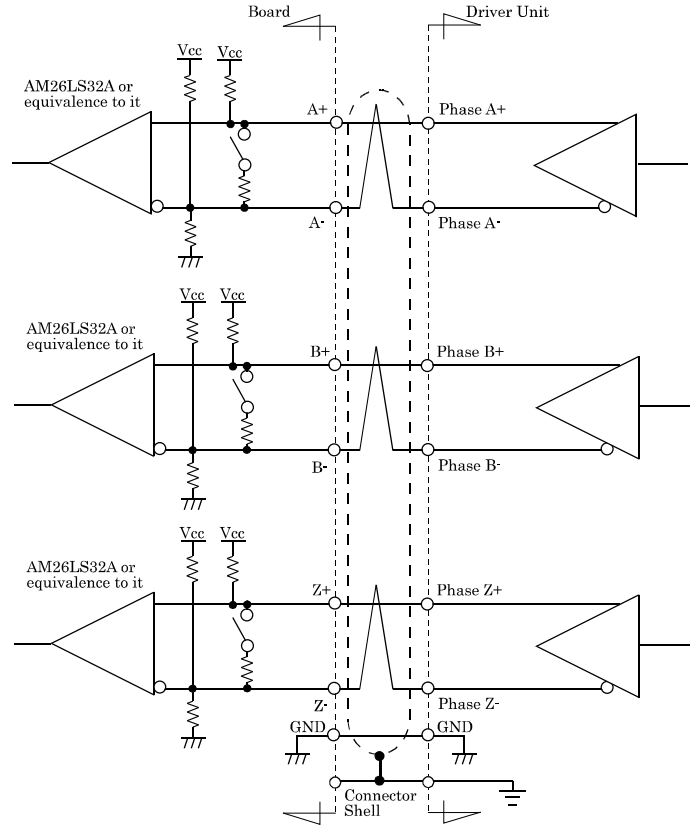 Board
Driver Unit
Vcc
Vcc
AM26LS32A or
equivalence to it
A+
Phase A+
A-
Phase A-
Vcc
Vcc
AM26LS32A or
equivalence to it
B+
Phase B+
B-
Phase B-
Vcc
Vcc
AM26LS32A or
equivalence to it
Z+
Phase Z+
Z-
Phase Z-
GND
GND
Connector
Shell